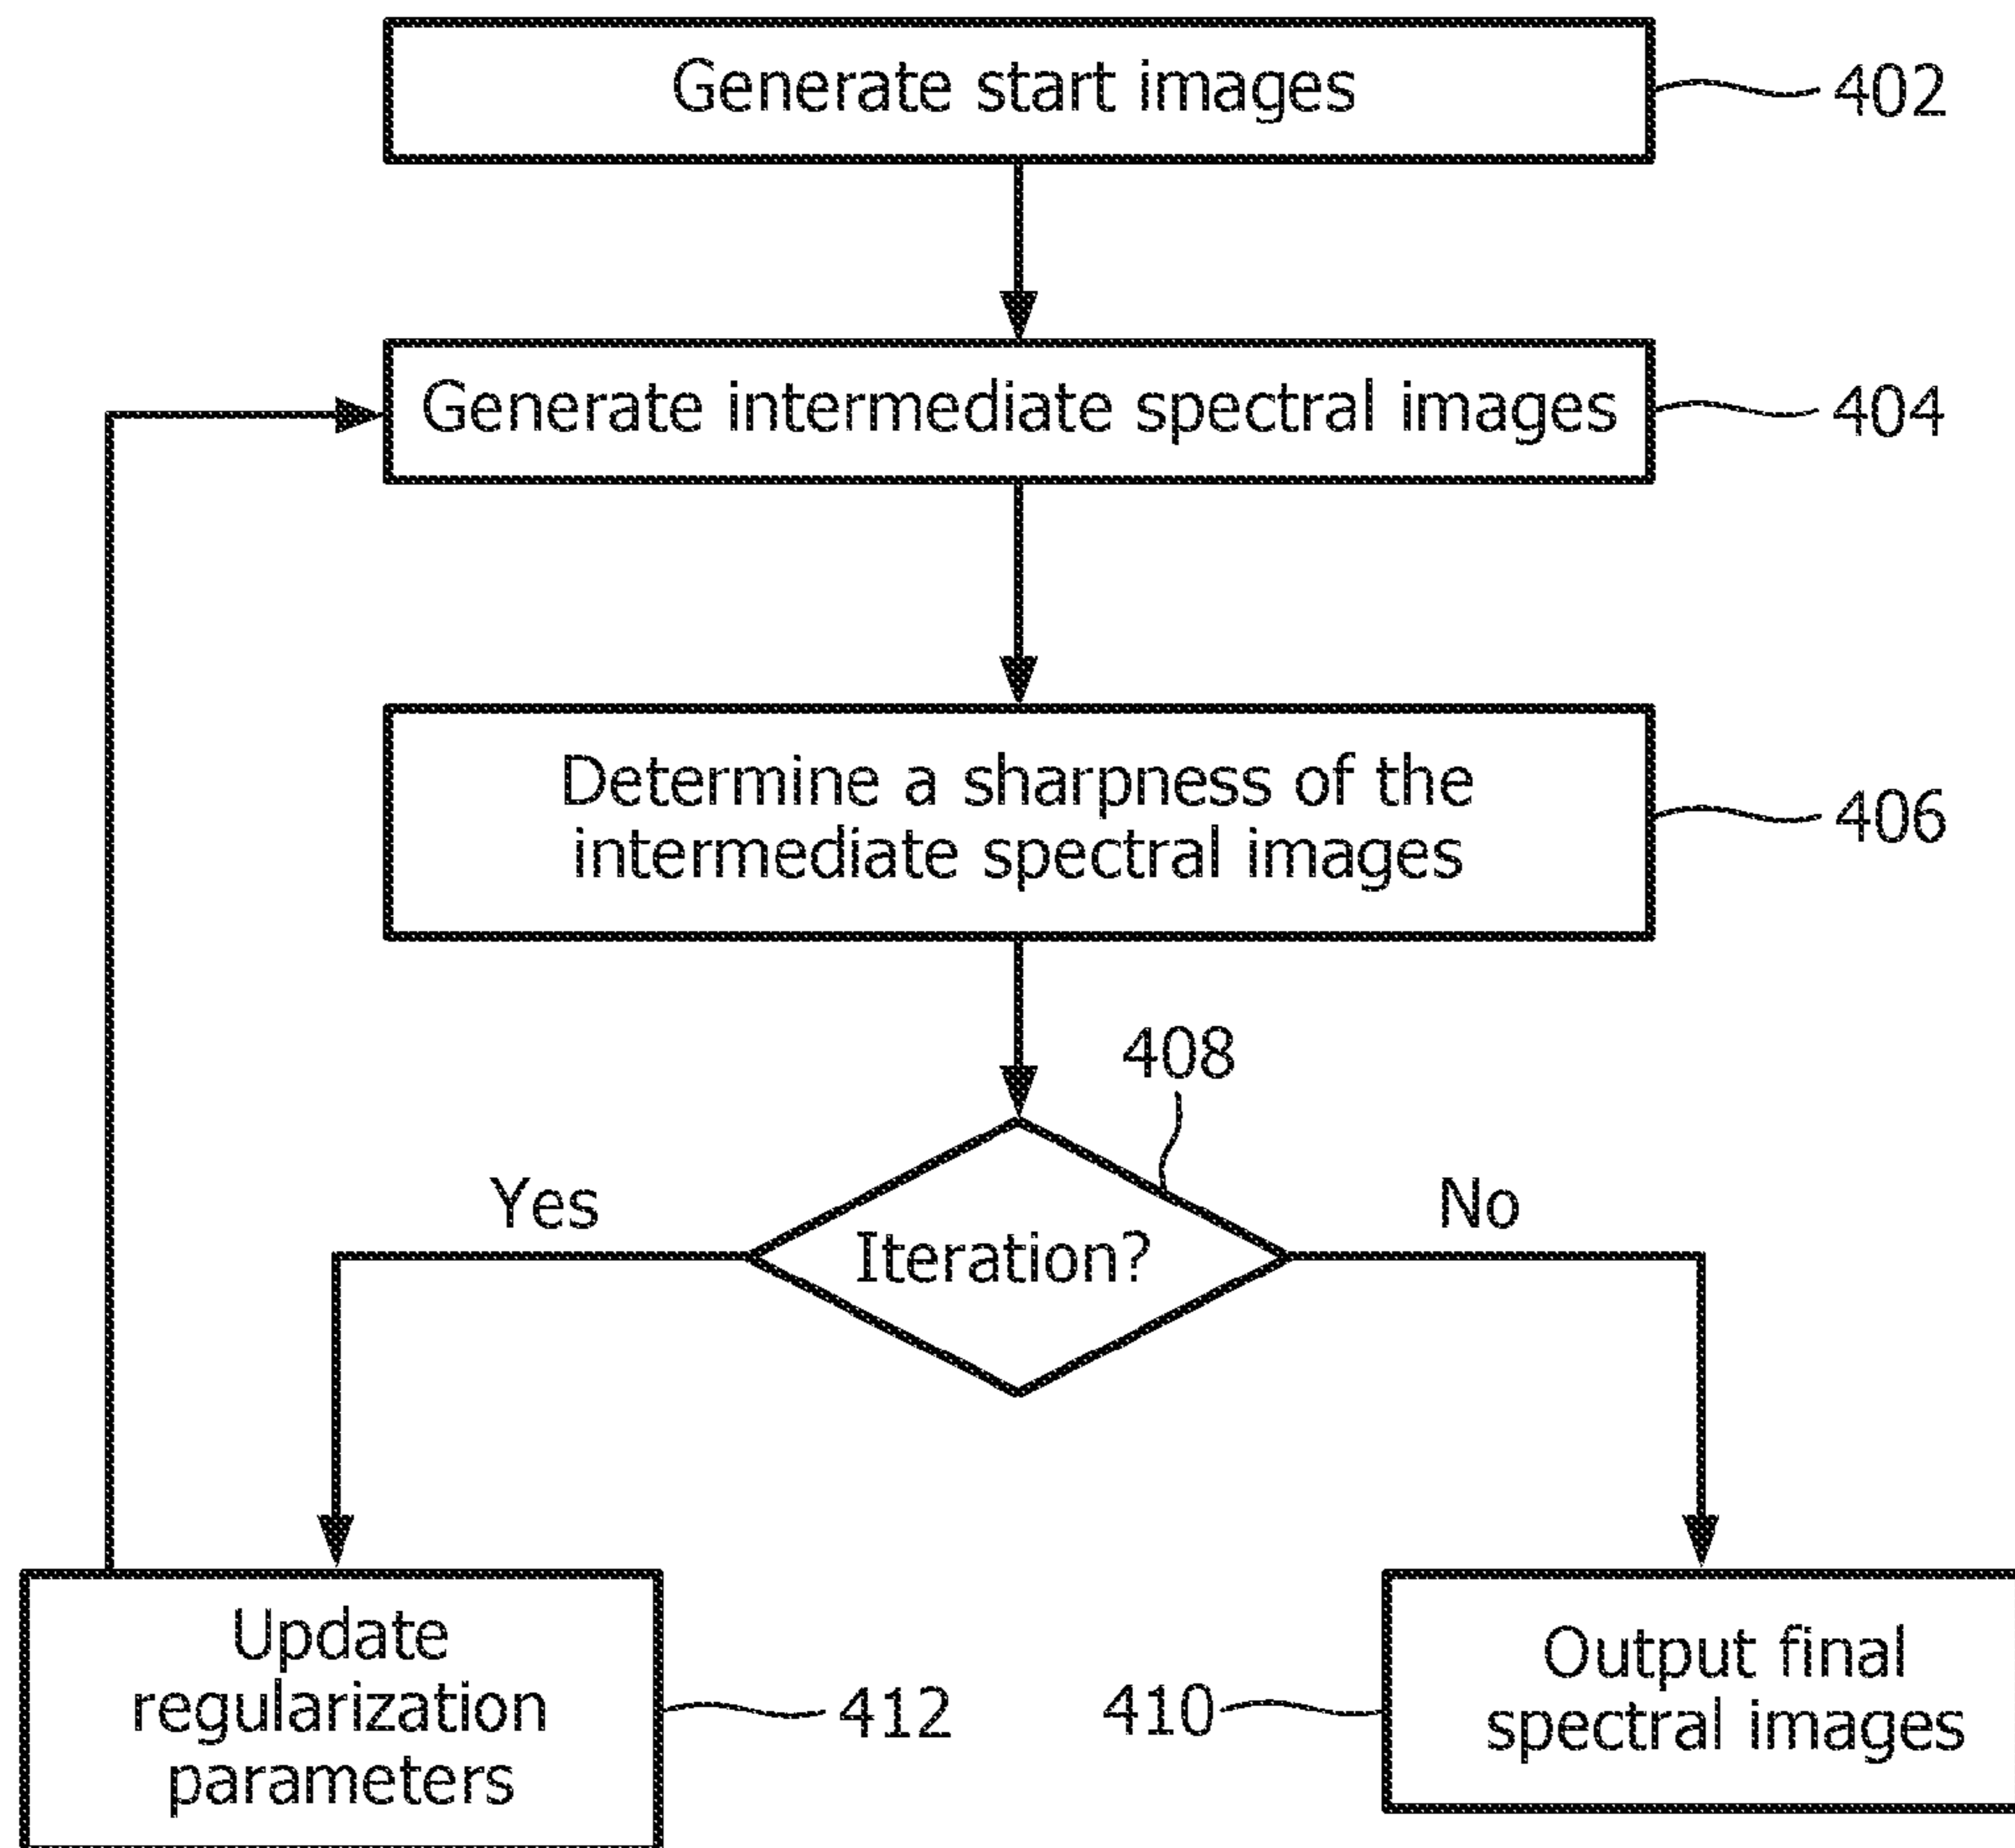 Generate start images
402
Generate intermediate spectral images
404
Determine a sharpness of the
intermediate spectral images
406
408
Yes
Iteration?
No
Update
regularization
parameters
412
410
Output final
spectral images